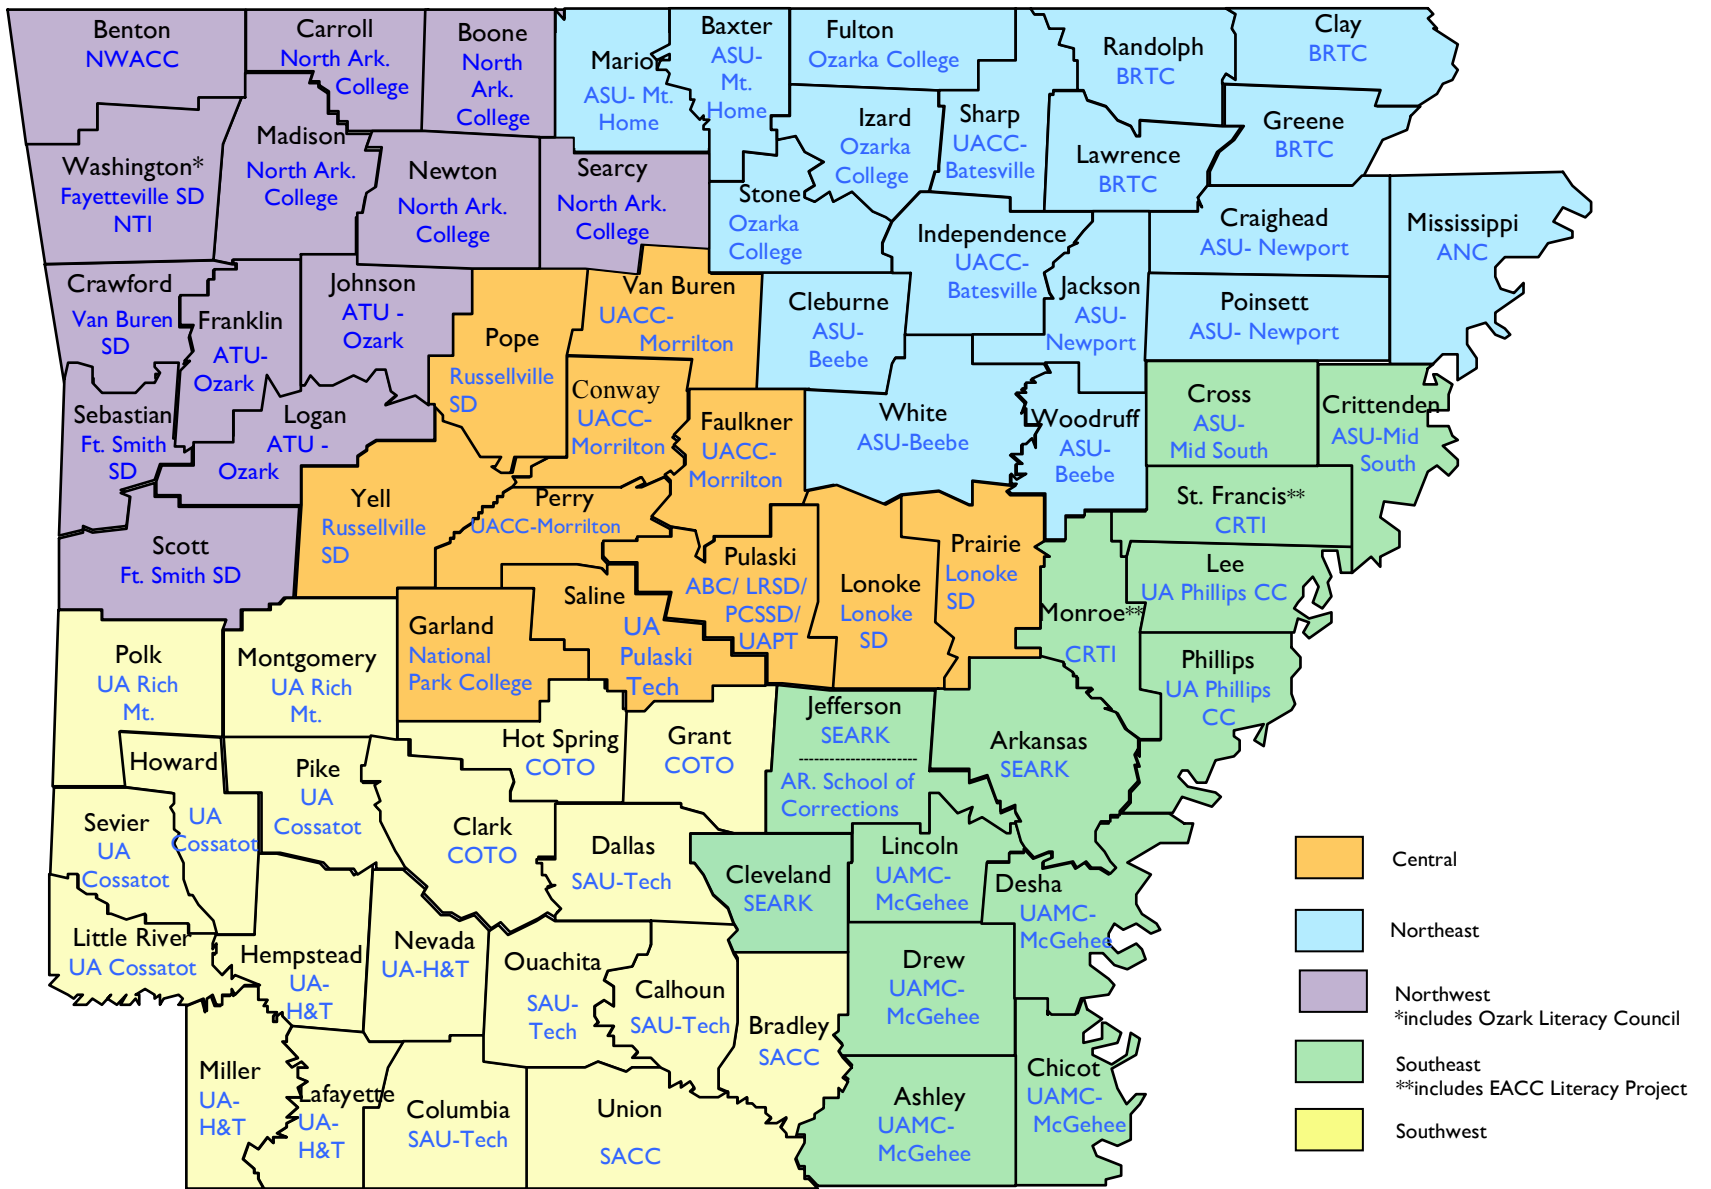 Benton
NWACC
Carroll
North Ark.
College
Boone
North
Ark.
College
Marion
ASU- Mt.
Home
Baxter
ASU-
Mt.
Home
Fulton
Ozarka College
Randolph
BRTC
Clay
BRTC
Washington*
Fayetteville SD
NTI
Madison
North Ark.
College
Newton
North Ark.
College
Searcy
North Ark.
College
Stone
Ozarka
College
Izard
Ozarka
College
Sharp
UACC-
Batesville
Lawrence
BRTC
Greene
BRTC
Independence
UACC-
Batesville
Craighead
ASU- Newport
Mississippi
ANC
Crawford
Van Buren
SD
Franklin
ATU-
Ozark
Johnson
ATU -
Ozark
Pope
Russellville
SD
Van Buren
UACC-
Morrilton
Cleburne
ASU-
Beebe
Jackson
ASU-
Newport
Poinsett
ASU- Newport
Sebastian
Ft. Smith
SD
Logan
ATU -
Ozark
Conway
UACC-
Morrilton
Faulkner
UACC-
Morrilton
White
ASU-Beebe
Woodruff
ASU-
Beebe
Cross
ASU-
Mid South
Crittenden
ASU-Mid
South
Scott
Ft. Smith SD
Yell
Russellville
SD
Perry
UACC-Morrilton
Pulaski
ABC/ LRSD/
PCSSD/
UAPT
Lonoke
Lonoke
SD
Prairie
Lonoke
SD
St. Francis**
CRTI
Lee
UA Phillips CC
Monroe**
CRTI
Phillips
UA Phillips
CC
Polk
UA Rich
Mt.
Montgomery
UA Rich
Mt.
Garland
National
Park College
Saline
UA
Pulaski
Tech
Hot Spring
COTO
Grant
COTO
Jefferson
SEARK
------------------------
AR. School of
Corrections
Arkansas
SEARK
Howard
UA
Cossatot
Pike
UA
Cossatot
Sevier
UA
Cossatot
Clark
COTO
Dallas
SAU-Tech
Cleveland
SEARK
Lincoln
UAMC-
McGehee
Desha
UAMC-
McGehee
Little River
UA Cossatot
Hempstead
UA-
H&T
Nevada
UA-H&T
Ouachita
SAU-
Tech
Calhoun
SAU-Tech
Bradley
SACC
Drew
UAMC-
McGehee
Miller
UA-
H&T
Lafayette
UA-
H&T
Columbia
SAU-Tech
Union
SACC
Ashley
UAMC-
McGehee
Chicot
UAMC-
McGehee
Central
Northeast
Northwest
*includes Ozark Literacy Council
Southeast
**includes EACC Literacy Project
Southwest